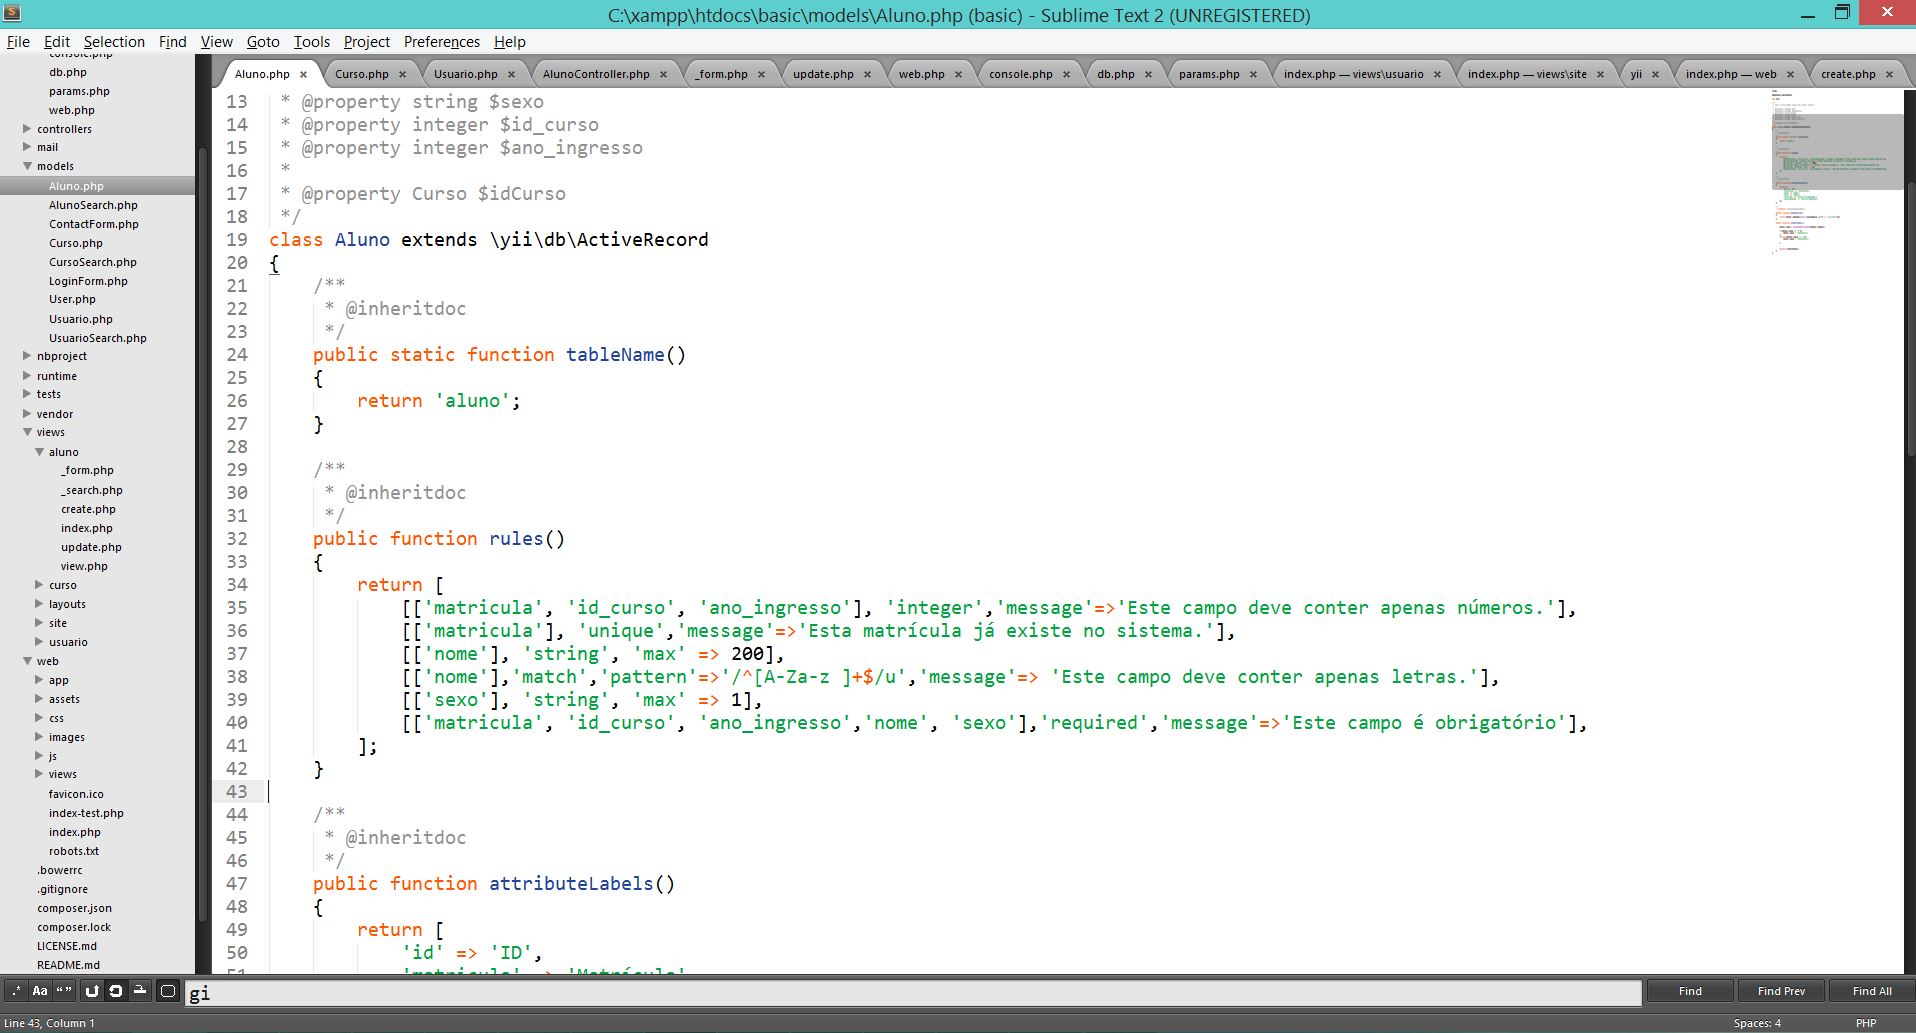 C:\xampp\htdocs\basic\models\Aluno.php (basic) - Sublime Text 2 (UNREGISTERED)
File Edit Selection Find View Goto Tools Project Preferences Help
console.php
db.php
params.php
web.php
controllers
mail
models
Aluno.php
AlunoSearch.php
ContactForm.php
Curso.php
CursoSearch.php
LoginForm.php
User.php
Usuario.php
UsuarioSearch.php
nbproject
runtime
tests
vendor
views
aluno
_form.php
_search.php
create.php
index.php
update.php
view.php
curso
layouts
site
usuario
web
app
assets
css
images
js
views
favicon.ico
index-test.php
index.php
robots.txt
.bowerrc
.gitignore
composer.json
composer.lock
LICENSE.md
README.md
Aluno.php × Curso.php × Usuario.php × AlunoController.php × _form.php × update.php × web.php × console.php × db.php × params.php × index.php — views\usuario × index.php — views\site × yii × index.php — web × create.php ×
13 * @property string $sexo
14 * @property integer $id_curso
15 * @property integer $ano_ingresso
16 *
17 * @property Curso $idCurso
18 */
19 class Aluno extends \yii\db\ActiveRecord
20 {
21 /**
22 * @inheritdoc
23 */
24 public static function tableName()
25 {
26 return 'aluno';
27 }
28
29 /**
30 * @inheritdoc
31 */
32 public function rules()
33 {
34 return [
35 [['matricula', 'id_curso', 'ano_ingresso'], 'integer','message'=>'Este campo deve conter apenas números.'],
36 [['matricula'], 'unique','message'=>'Esta matrícula já existe no sistema.'],
37 [['nome'], 'string', 'max' => 200],
38 [['nome'],'match','pattern'=>'/^[A-Za-z ]+$/u','message'=> 'Este campo deve conter apenas letras.'],
39 [['sexo'], 'string', 'max' => 1],
40 [['matricula', 'id_curso', 'ano_ingresso','nome', 'sexo'],'required','message'=>'Este campo é obrigatório'],
41 ];
42 }
43
44 /**
45 * @inheritdoc
46 */
47 public function attributeLabels()
48 {
49 return [
50 'id' => 'ID',
51 'matricula' => 'Matrícula'
.* Aa “ ” gi Find Find Prev Find All
Line 43, Column 1 Spaces: 4 PHP